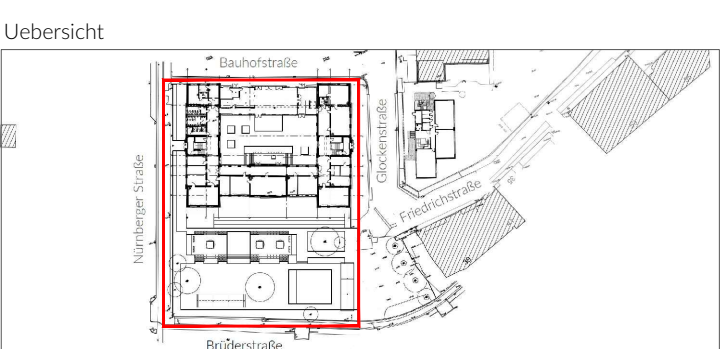 Uebersicht
Bauhofstraße
Glockenstraße
Nürnberger Straße
Friedrichstraße
Brüderstraße